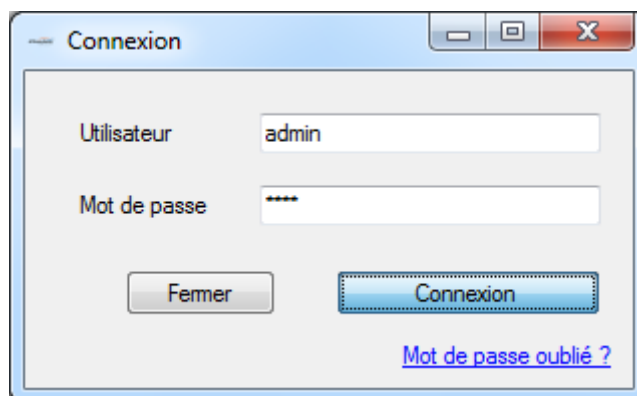 Connexion
Utilisateur admin
Mot de passe ****
Fermer Connexion
Mot de passe oublié ?